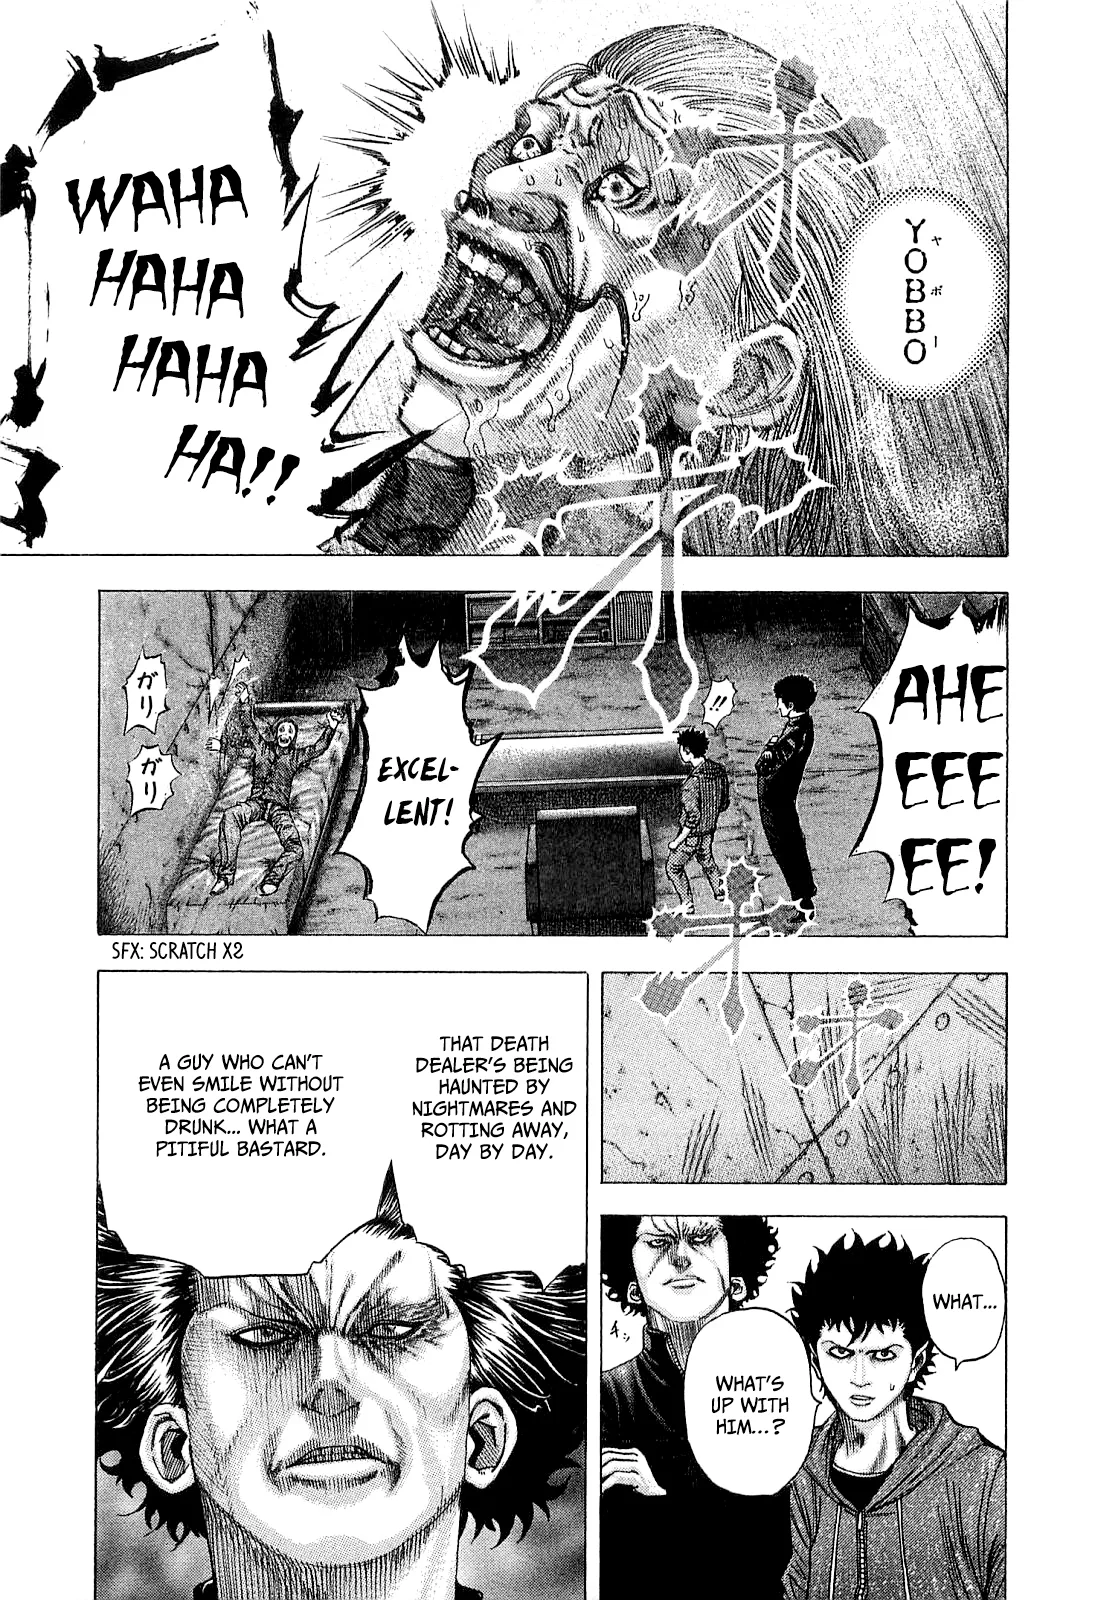 YOBBO
ヤボー
WAHA
HAHA
HAHA
HA!!
AHE
EEE
EE!
!!
EXCEL-
LENT!
ガリ
ガリ
SFX: SCRATCH X2
WHAT...
WHAT'S
UP WITH
HIM...?
THAT DEATH
DEALER'S BEING
HAUNTED BY
NIGHTMARES AND
ROTTING AWAY,
DAY BY DAY.
A GUY WHO CAN'T
EVEN SMILE WITHOUT
BEING COMPLETELY
DRUNK... WHAT A
PITIFUL BASTARD.